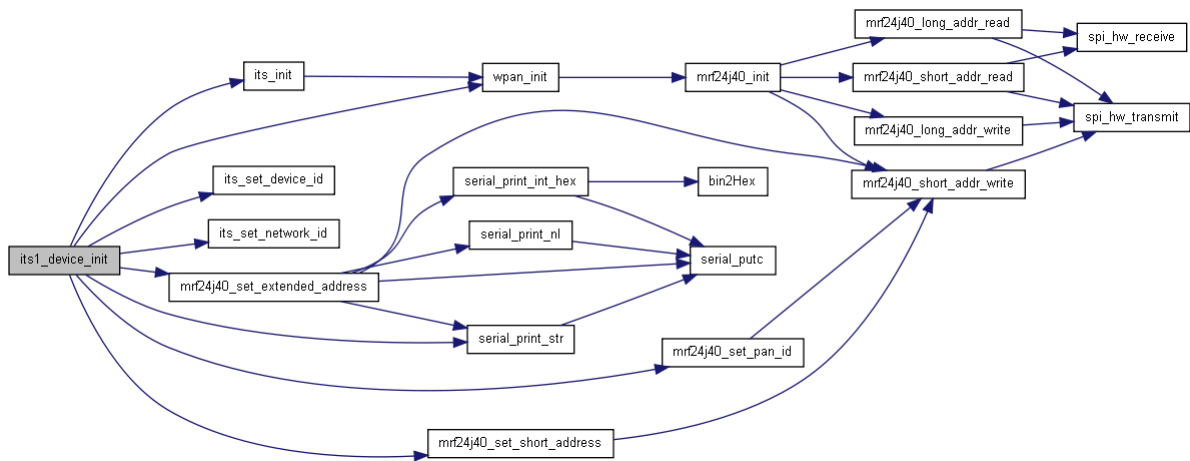 mrf24j40_long_addr_read
spi_hw_receive
its_init
wpan_init
mrf24j40_init
mrf24j40_short_addr_read
spi_hw_transmit
mrf24j40_long_addr_write
its_set_device_id
serial_print_int_hex
bin2Hex
mrf24j40_short_addr_write
its_set_network_id
serial_print_nl
its1_device_init
serial_putc
mrf24j40_set_extended_address
serial_print_str
mrf24j40_set_pan_id
mrf24j40_set_short_address